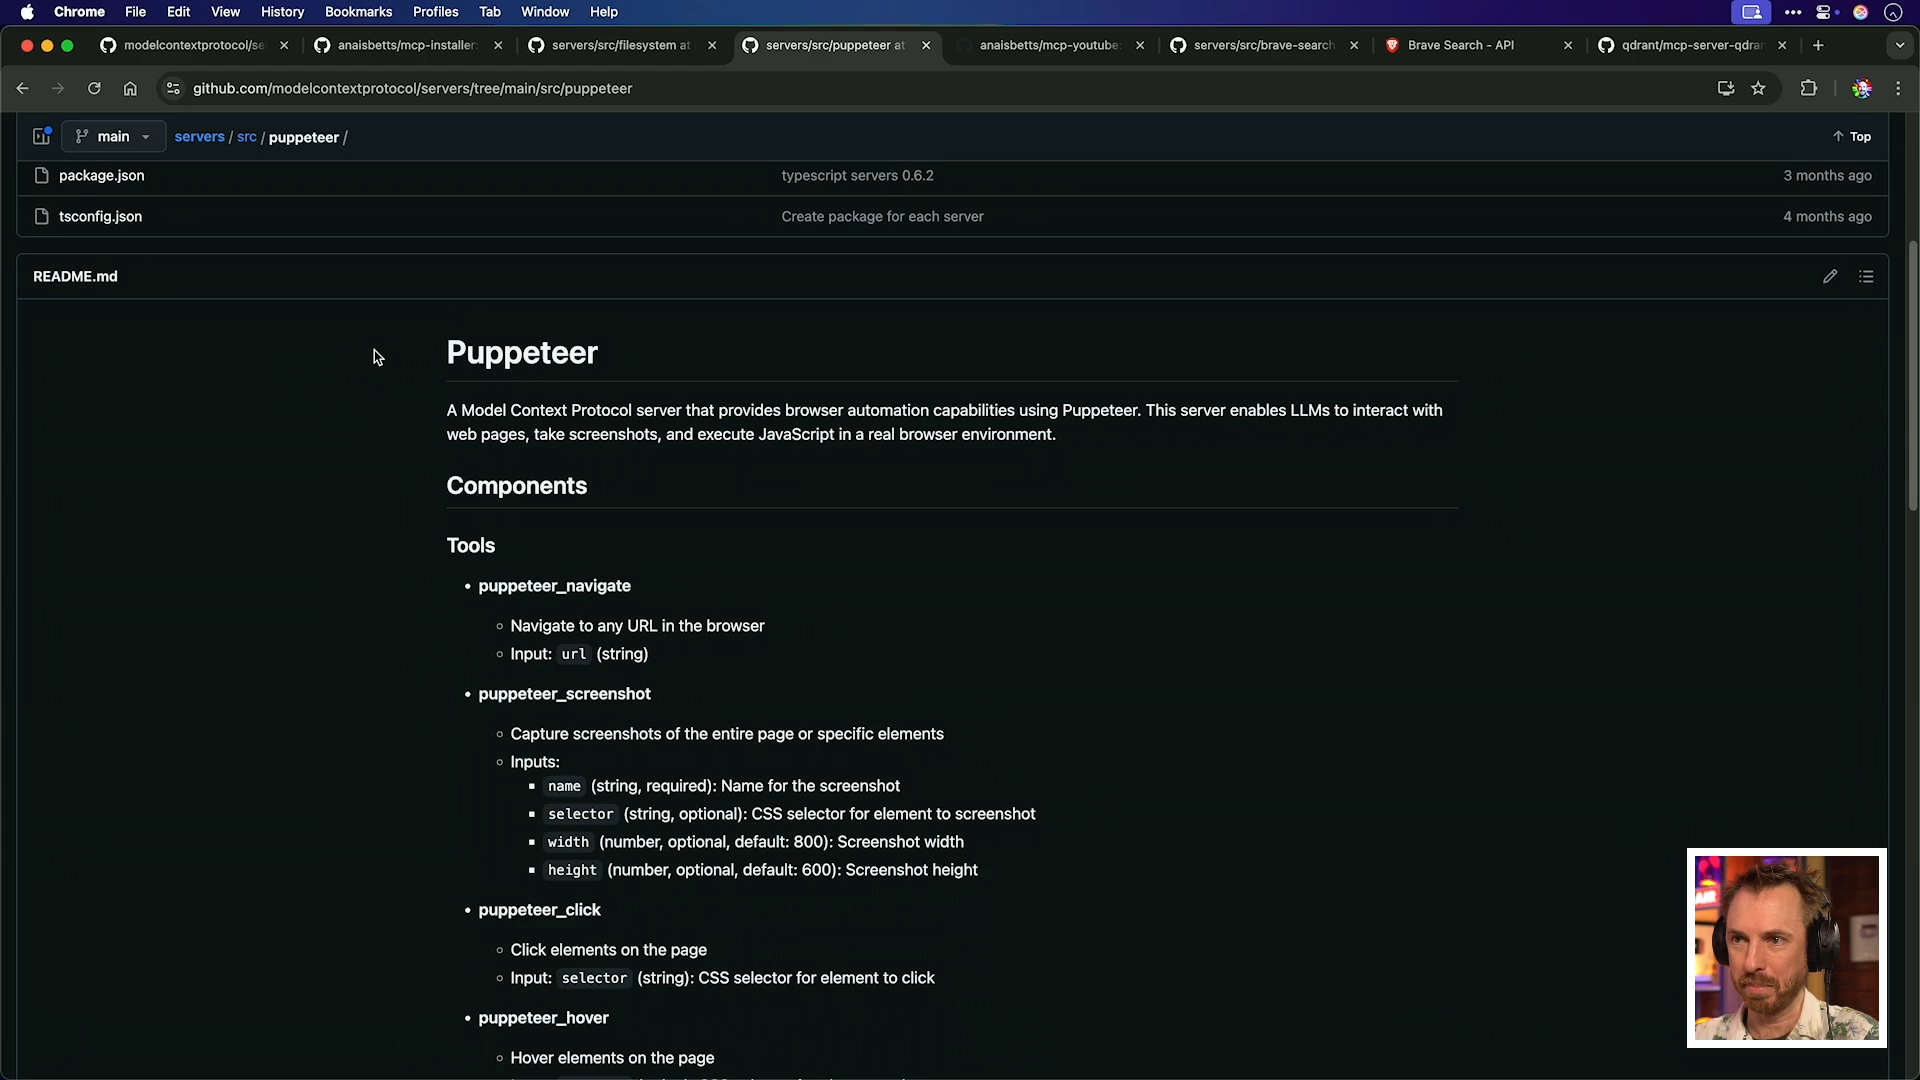 Chrome File Edit View History Bookmarks Profiles Tab Window Help
modelcontextprotocol/se
anaisbetts/mcp-installer:
servers/src/filesystem at
servers/src/puppeteer at
anaisbetts/mcp-youtube:
servers/src/brave-search
Brave Search - API
qdrant/mcp-server-qdran
github.com/modelcontextprotocol/servers/tree/main/src/puppeteer
main servers / src / puppeteer / Top
package.json typescript servers 0.6.2 3 months ago
tsconfig.json Create package for each server 4 months ago
README.md
Puppeteer
A Model Context Protocol server that provides browser automation capabilities using Puppeteer. This server enables LLMs to interact with
web pages, take screenshots, and execute JavaScript in a real browser environment.
Components
Tools
• puppeteer_navigate
Navigate to any URL in the browser
Input: url (string)
• puppeteer_screenshot
Capture screenshots of the entire page or specific elements
Inputs:
name (string, required): Name for the screenshot
selector (string, optional): CSS selector for element to screenshot
width (number, optional, default: 800): Screenshot width
height (number, optional, default: 600): Screenshot height
• puppeteer_click
Click elements on the page
Input: selector (string): CSS selector for element to click
• puppeteer_hover
Hover elements on the page